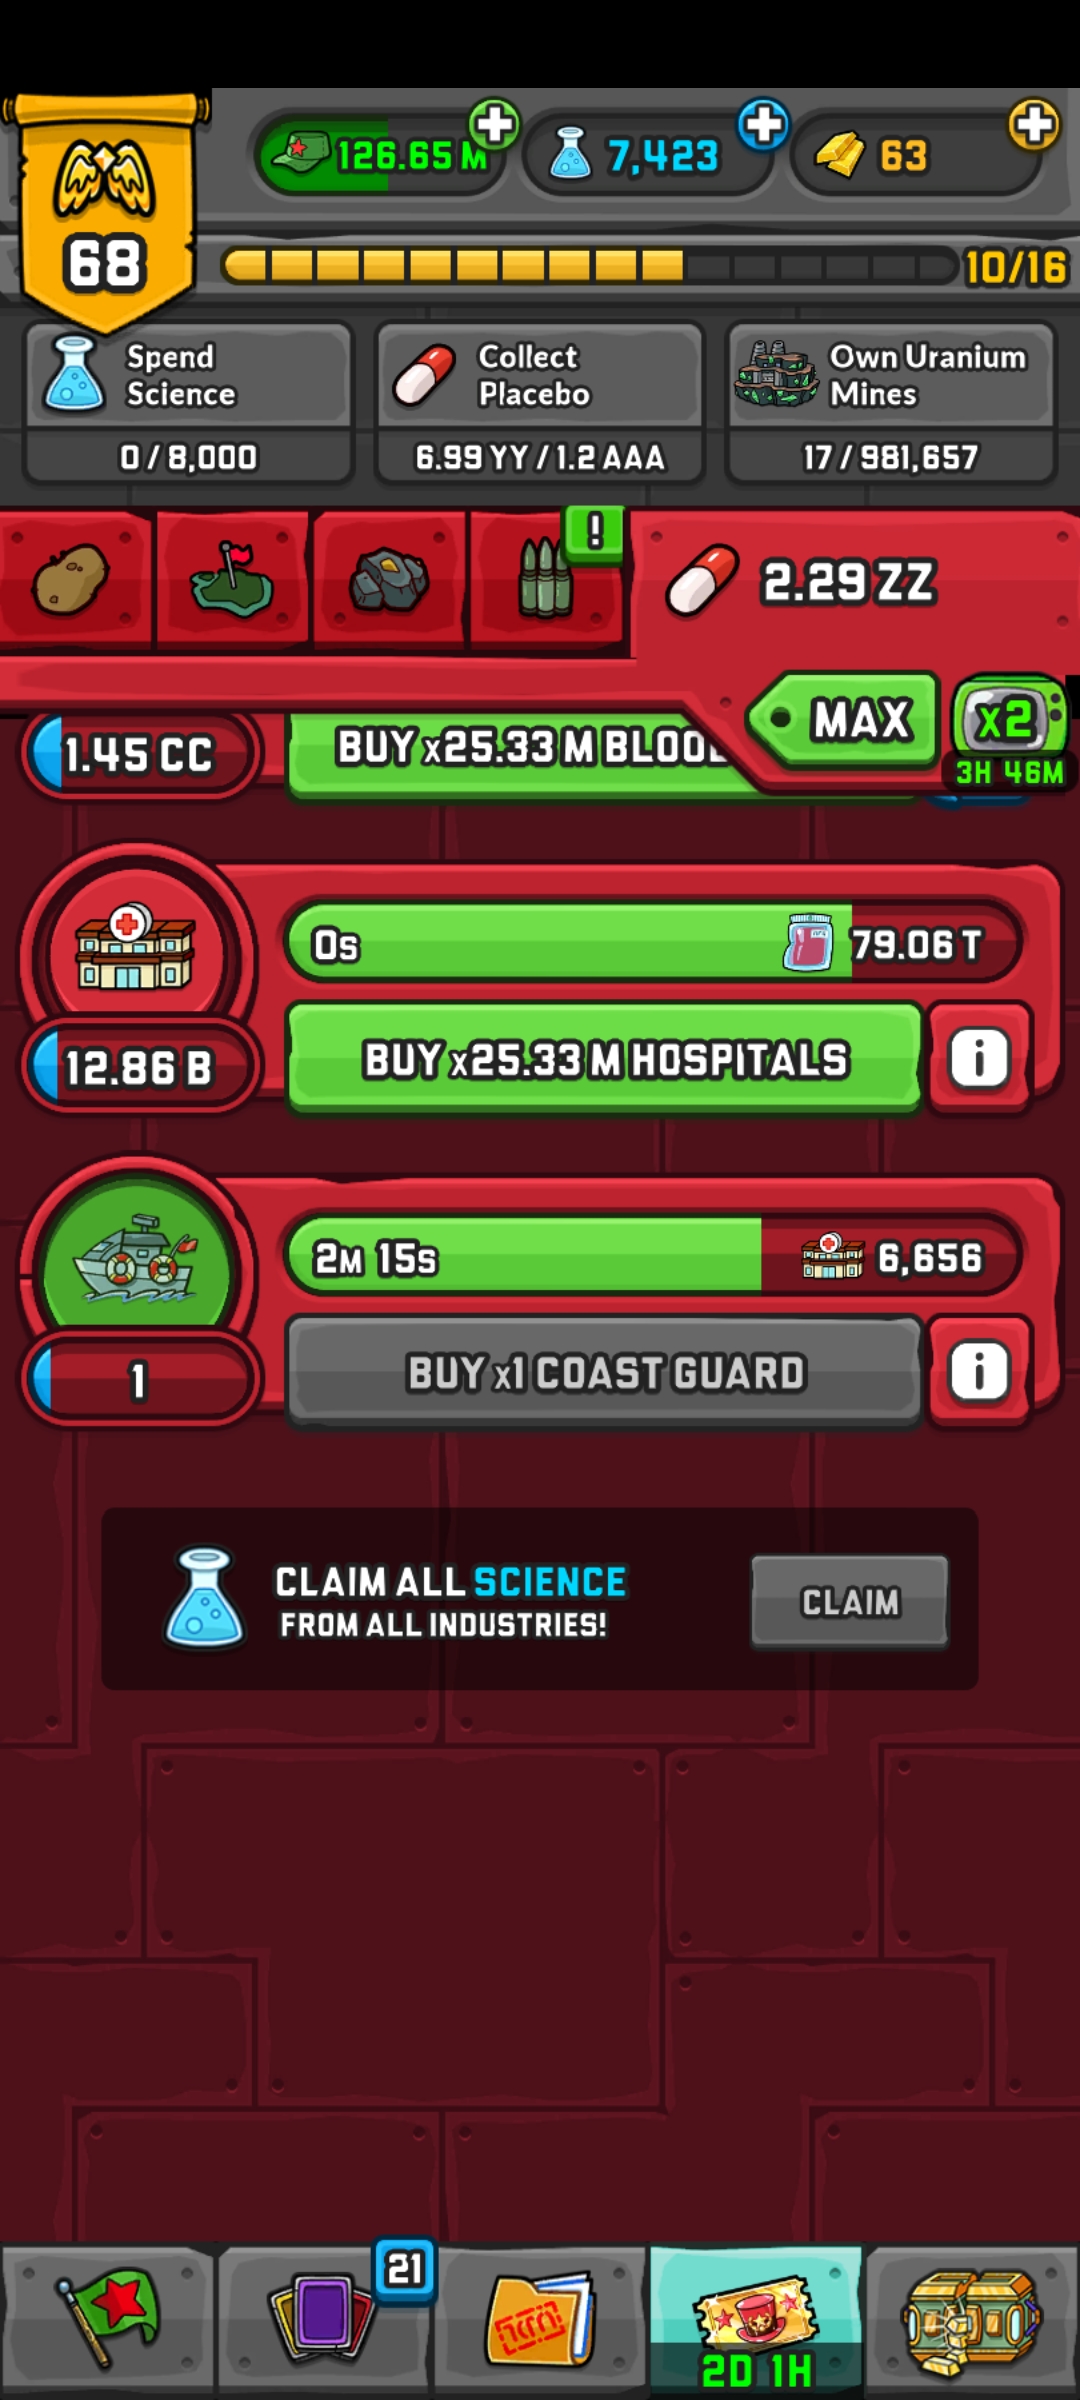 126.65 M
7,423
63
68
10/16
Spend
Science
0 / 8,000
Collect
Placebo
6.99 YY / 1.2 AAA
Own Uranium
Mines
17 / 981,657
!
2.29 ZZ
MAX
x2
3H 46M
1.45 CC
BUY x25.33 M BLOOD
0s
79.06 T
12.86 B
BUY x25.33 M HOSPITALS
i
2M 15s
6,656
1
BUY x1 COAST GUARD
i
CLAIM ALL SCIENCE
FROM ALL INDUSTRIES!
CLAIM
21
2D 1H